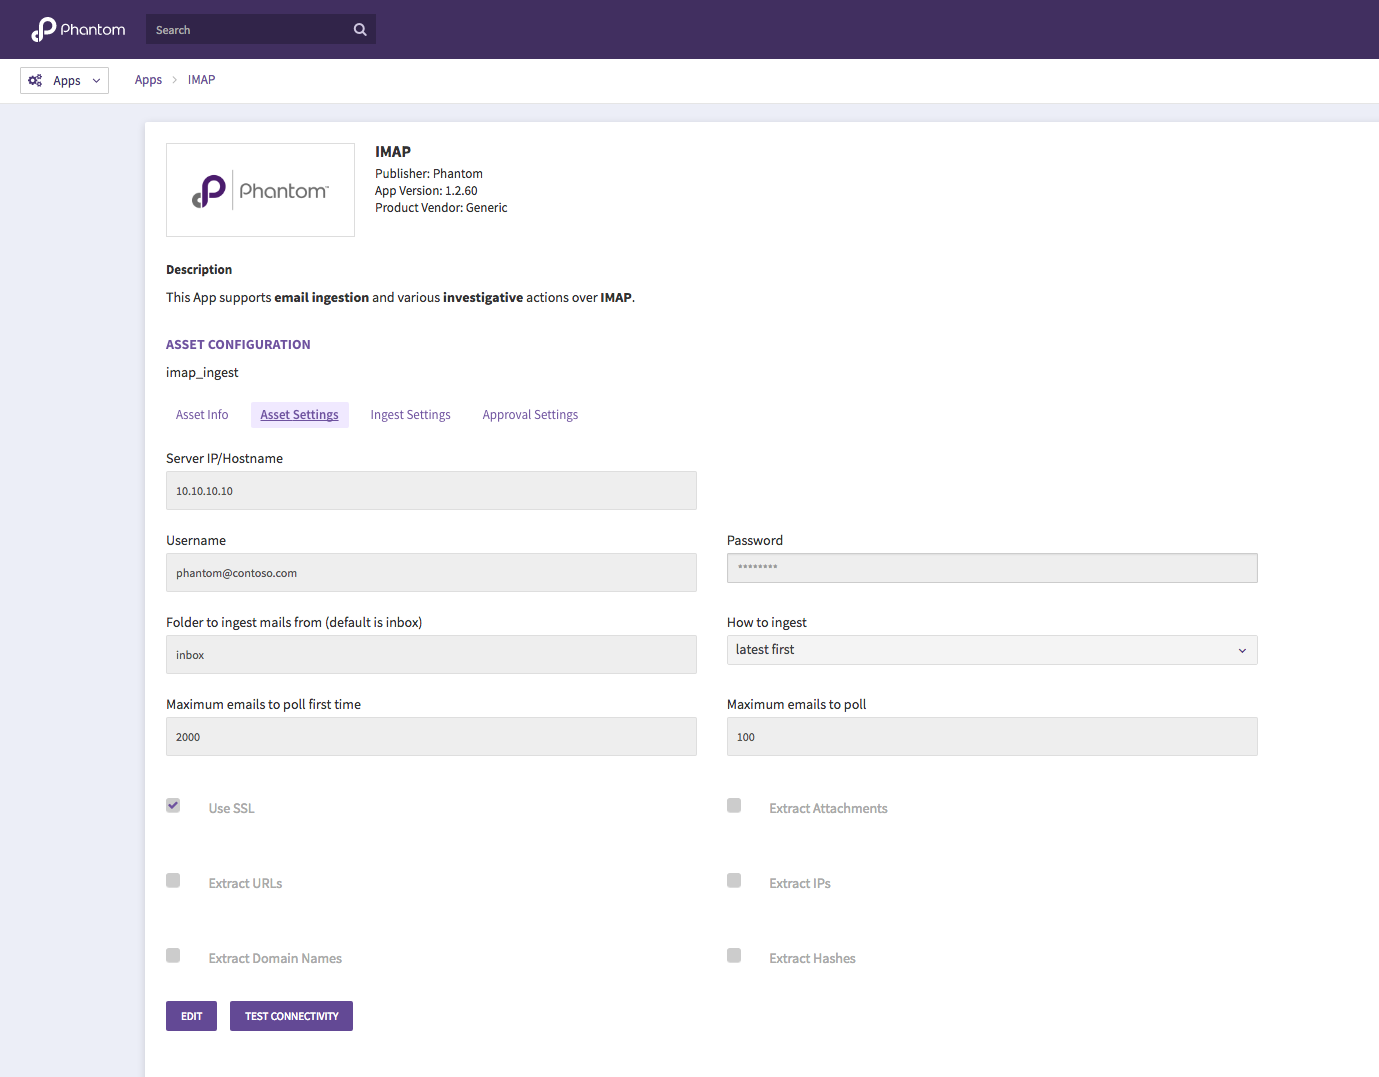 Phantom
Search
Apps
Apps > IMAP
Phantom™
IMAP
Publisher: Phantom
App Version: 1.2.60
Product Vendor: Generic
Description
This App supports email ingestion and various investigative actions over IMAP.
ASSET CONFIGURATION
imap_ingest
Asset Info Asset Settings Ingest Settings Approval Settings
Server IP/Hostname
10.10.10.10
Username
Password
phantom@contoso.com
********
Folder to ingest mails from (default is inbox)
How to ingest
inbox
latest first
Maximum emails to poll first time
Maximum emails to poll
2000
100
Use SSL
Extract Attachments
Extract URLs
Extract IPs
Extract Domain Names
Extract Hashes
EDIT
TEST CONNECTIVITY